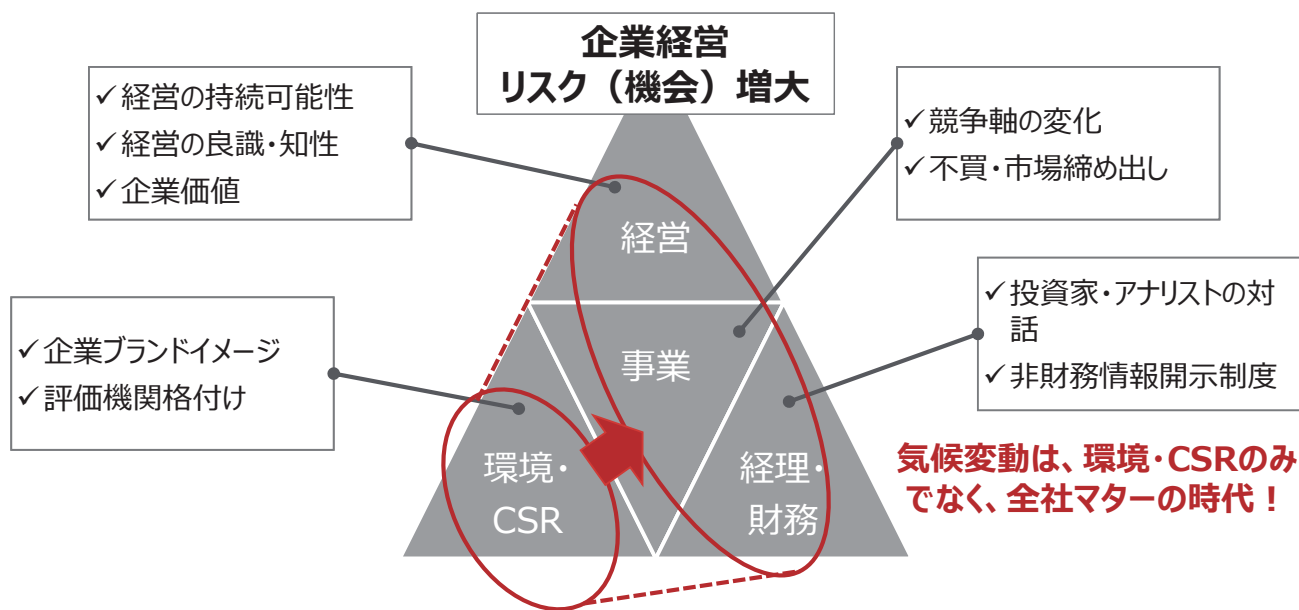 企業経営
リスク（機会）増大
✓経営の持続可能性
✓経営の良識・知性
✓企業価値
✓競争軸の変化
✓不買・市場締め出し
経営
✓投資家・アナリストの対
話
✓非財務情報開示制度
✓企業ブランドイメージ
✓評価機関格付け
事業
環境・
CSR
経理・
財務
気候変動は、環境・CSRのみ
でなく、全社マターの時代！